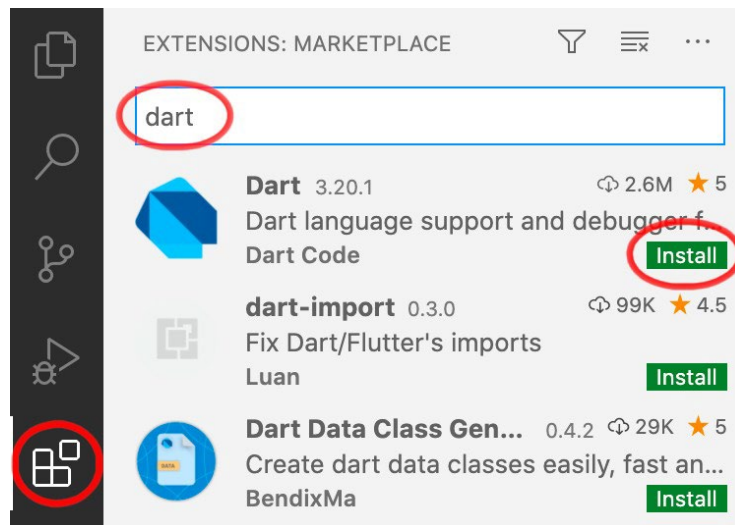 EXTENSIONS: MARKETPLACE ...
dart
Dart 3.20.1 2.6M ★ 5
Dart language support and debugger f...
Dart Code Install
dart-import 0.3.0 99K ★ 4.5
Fix Dart/Flutter's imports
Luan Install
DATA
Dart Data Class Gen... 0.4.2 29K ★ 5
Create dart data classes easily, fast an...
BendixMa Install